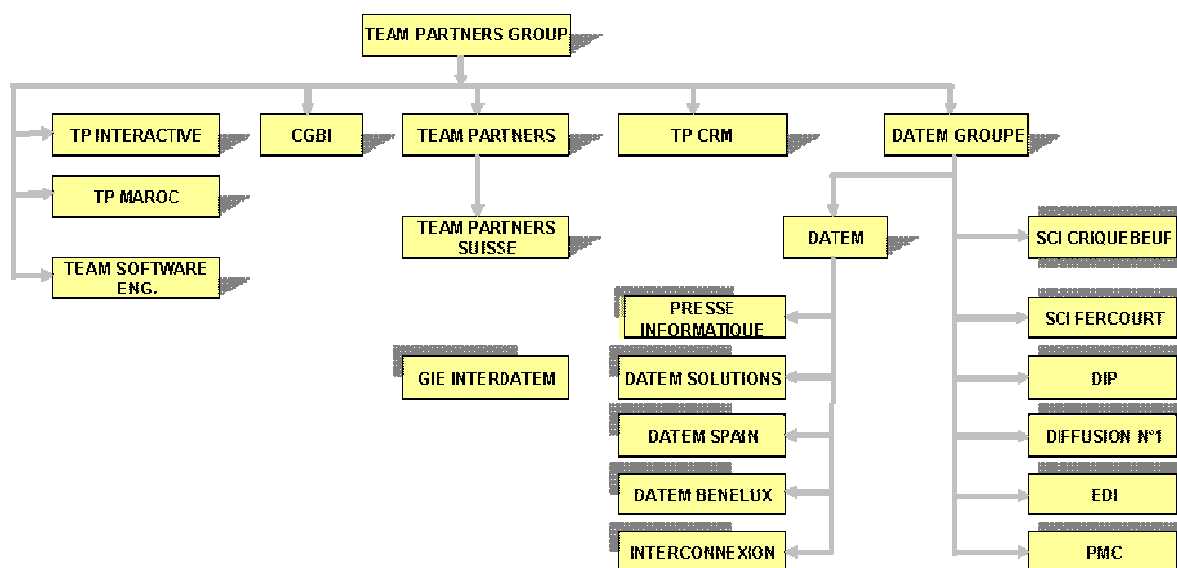 TEAM PARTNERS GROUP
TP INTERACTIVE
CGBI
TEAM PARTNERS
TP CRM
DATEM GROUPE
TP MAROC
TEAM PARTNERS
SUISSE
DATEM
SCI CRIQUEBEUF
TEAM SOFTWARE
ENG.
PRESSE
INFORMATIQUE
SCI FERCOURT
GIE INTERDATEM
DATEM SOLUTIONS
DIP
DATEM SPAIN
DIFFUSION N°1
DATEM BENELUX
EDI
INTERCONNEXION
PMC